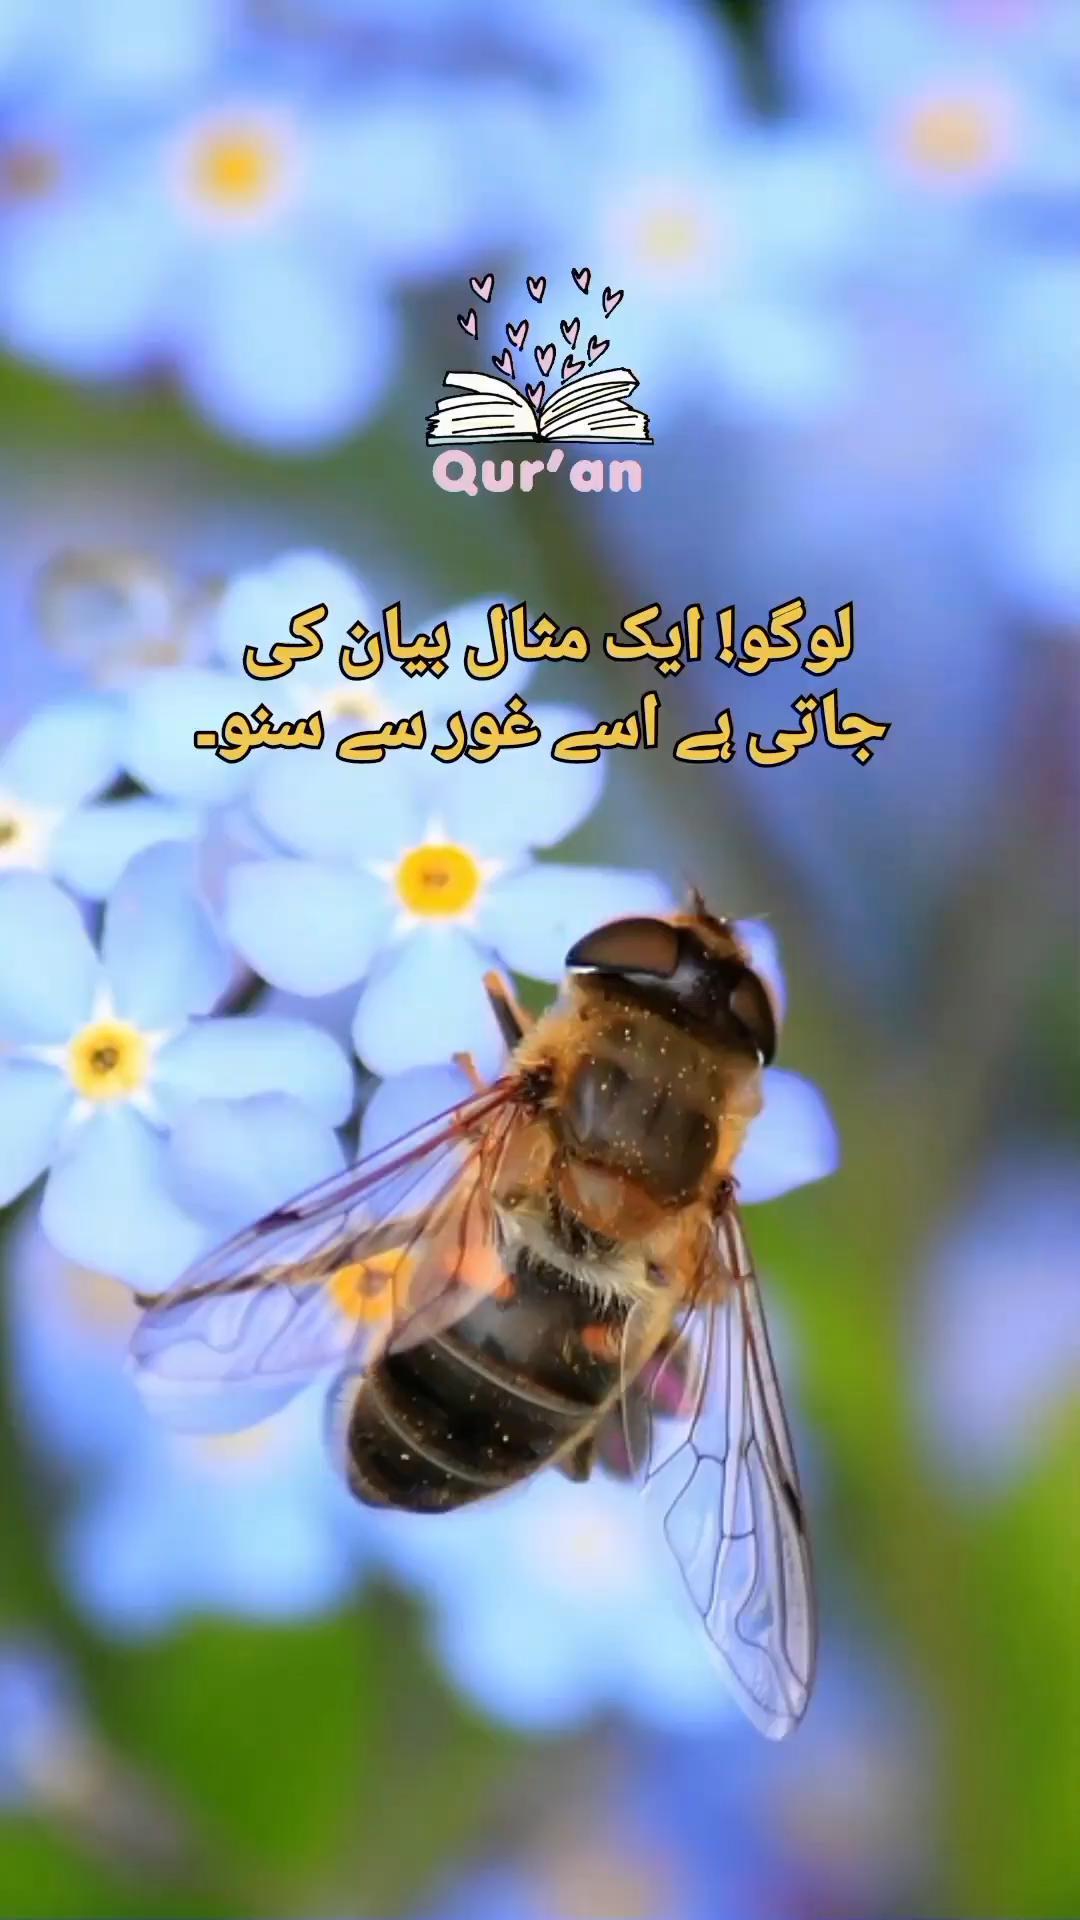 Qur'an
لوگو! ایک مثال بیان کی
جاتی ہے اسے غور سے سنو۔